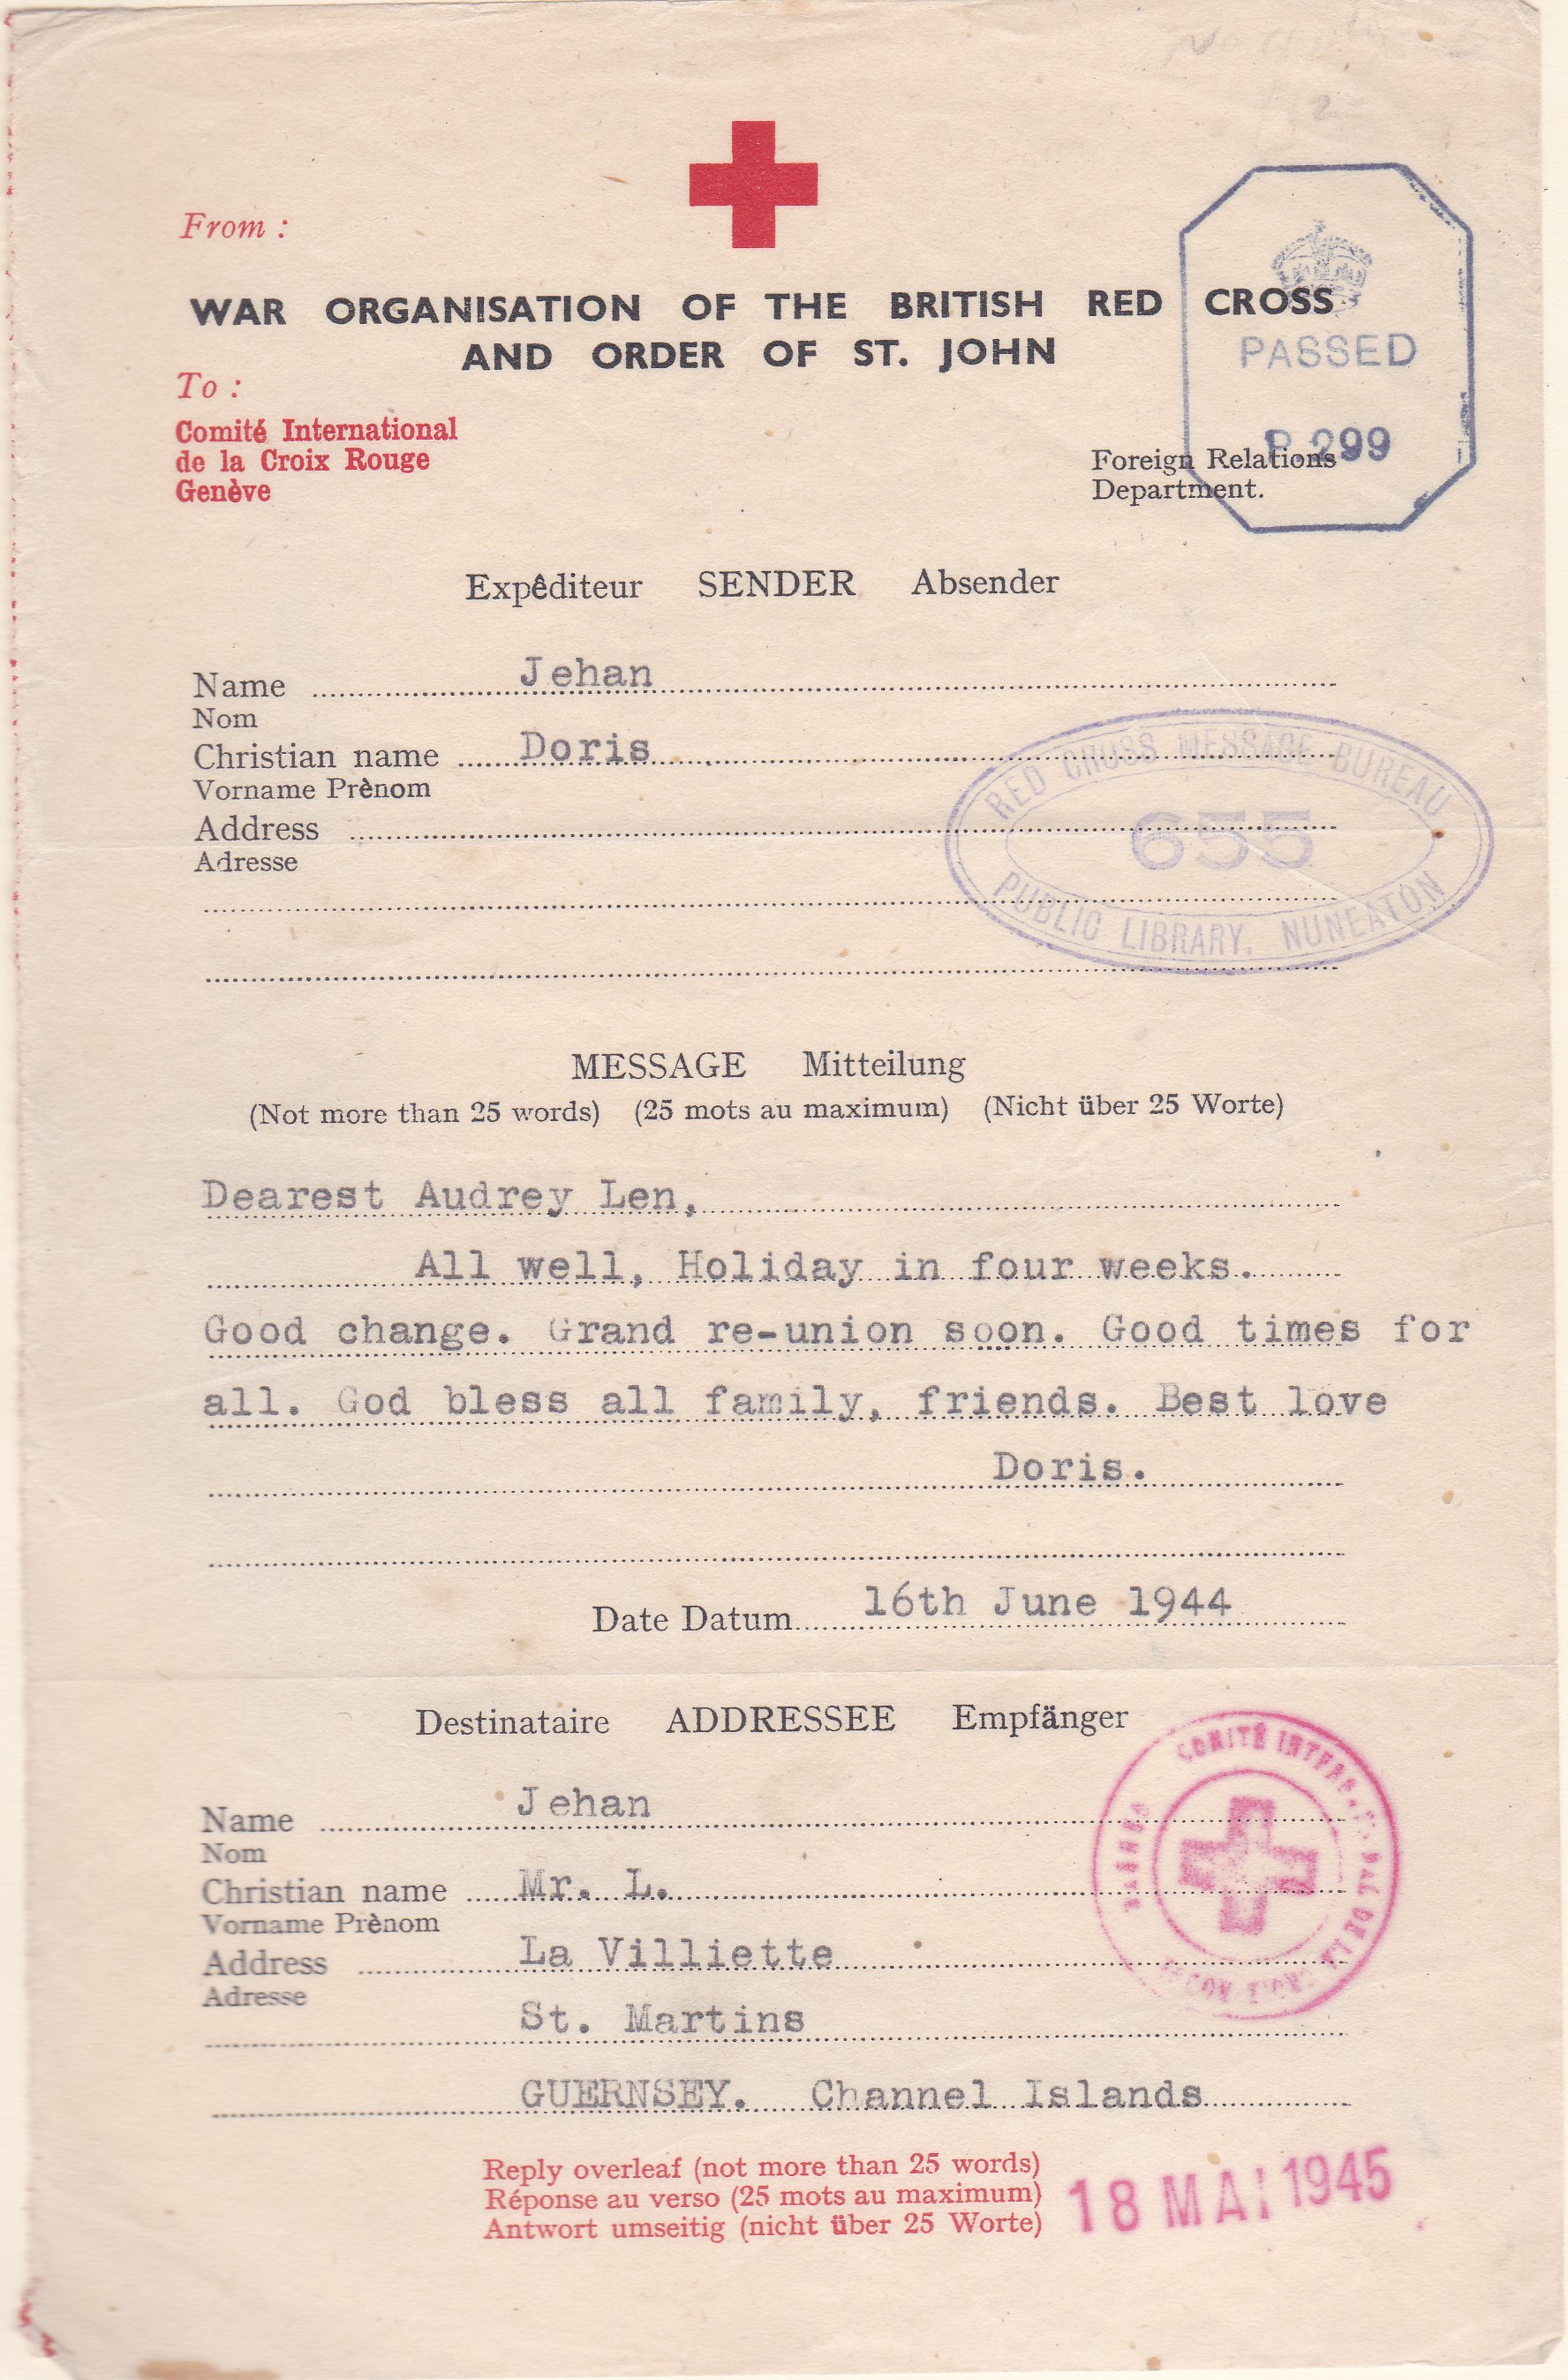 From :
WAR ORGANISATION OF THE BRITISH RED CROSS
AND ORDER OF ST. JOHN
PASSED
P.299
To :
Comité International
de la Croix Rouge
Genève
Foreign Relations
Department.
Expêditeur SENDER Absender
Name Jehan
Nom
Christian name Doris
Vorname Prènom
Address
Adresse
RED CROSS MESSAGE BUREAU
655
PUBLIC LIBRARY, NUNEATON
MESSAGE Mitteilung
(Not more than 25 words) (25 mots au maximum) (Nicht über 25 Worte)
Dearest Audrey Len,
All well, Holiday in four weeks.
Good change. Grand re-union soon. Good times for
all. God bless all family, friends. Best love
Doris.
Date Datum 16th June 1944
Destinataire ADDRESSEE Empfänger
Name Jehan
Nom
Christian name Mr. L.
Vorname Prènom
Address La Villiette
Adresse
St. Martins
GUERNSEY. Channel Islands
COMITÉ DE LA
Reply overleaf (not more than 25 words)
Réponse au verso (25 mots au maximum)
Antwort umseitig (nicht über 25 Worte)
18 MAI 1945